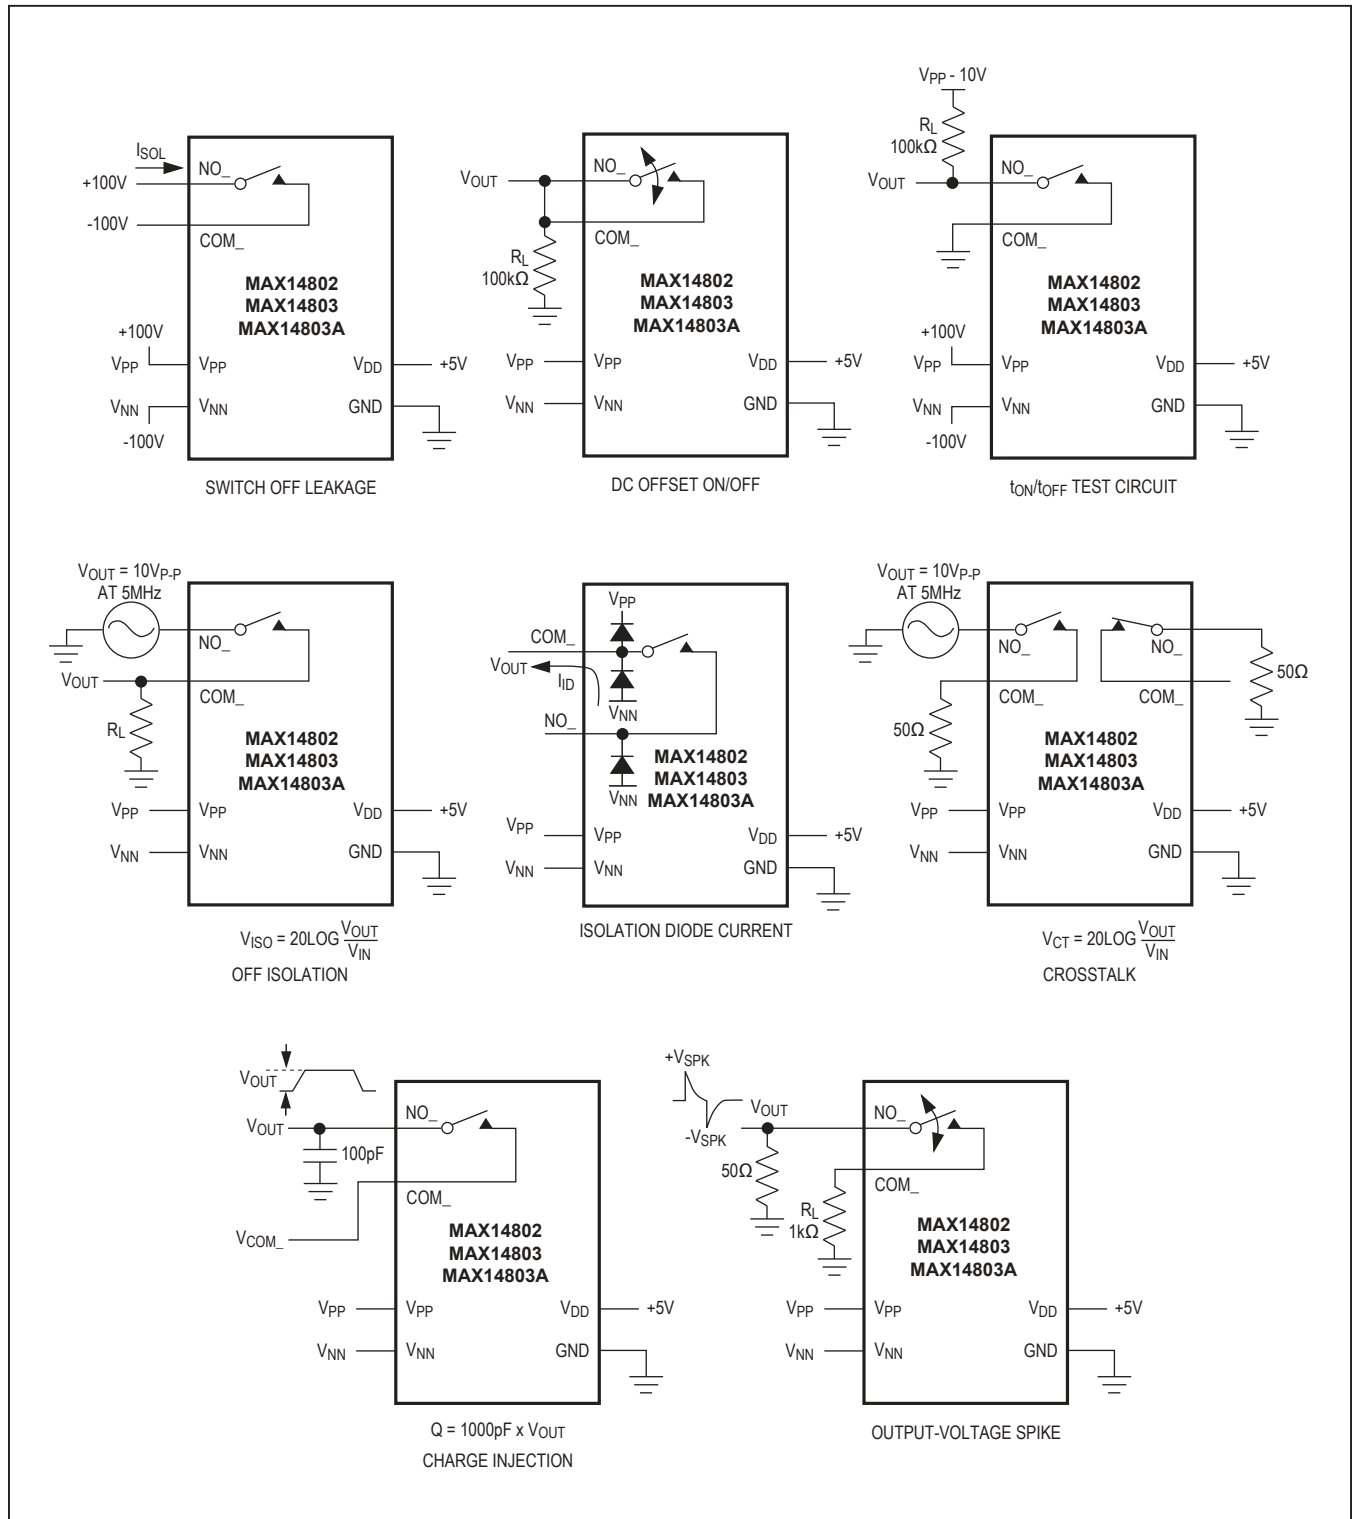 I_SOL
+100V
-100V
NO_
COM_
MAX14802
MAX14803
MAX14803A
+100V
V_PP
V_PP
V_DD
+5V
V_NN
V_NN
GND
-100V
SWITCH OFF LEAKAGE
V_OUT
NO_
COM_
R_L
100kΩ
MAX14802
MAX14803
MAX14803A
V_PP
V_PP
V_DD
+5V
V_NN
V_NN
GND
DC OFFSET ON/OFF
V_PP - 10V
R_L
100kΩ
V_OUT
NO_
COM_
MAX14802
MAX14803
MAX14803A
+100V
V_PP
V_PP
V_DD
+5V
V_NN
V_NN
GND
-100V
t_ON/t_OFF TEST CIRCUIT
V_OUT = 10V_P-P
AT 5MHz
NO_
V_OUT
COM_
R_L
MAX14802
MAX14803
MAX14803A
V_PP
V_PP
V_DD
+5V
V_NN
V_NN
GND
V_ISO = 20LOG V_OUT
V_IN
OFF ISOLATION
V_PP
COM_
V_OUT
I_ID
V_NN
NO_
MAX14802
MAX14803
V_NN MAX14803A
V_PP
V_PP
V_DD
+5V
V_NN
V_NN
GND
ISOLATION DIODE CURRENT
V_OUT = 10V_P-P
AT 5MHz
NO_
NO_
COM_
COM_
50Ω
50Ω
MAX14802
MAX14803
MAX14803A
V_PP
V_PP
V_DD
+5V
V_NN
V_NN
GND
V_CT = 20LOG V_OUT
V_IN
CROSSTALK
V_OUT
V_OUT
NO_
100pF
COM_
V_COM_
MAX14802
MAX14803
MAX14803A
V_PP
V_PP
V_DD
+5V
V_NN
V_NN
GND
Q = 1000pF x V_OUT
CHARGE INJECTION
+V_SPK
V_OUT
-V_SPK
NO_
50Ω
COM_
R_L
1kΩ
MAX14802
MAX14803
MAX14803A
V_PP
V_PP
V_DD
+5V
V_NN
V_NN
GND
OUTPUT-VOLTAGE SPIKE